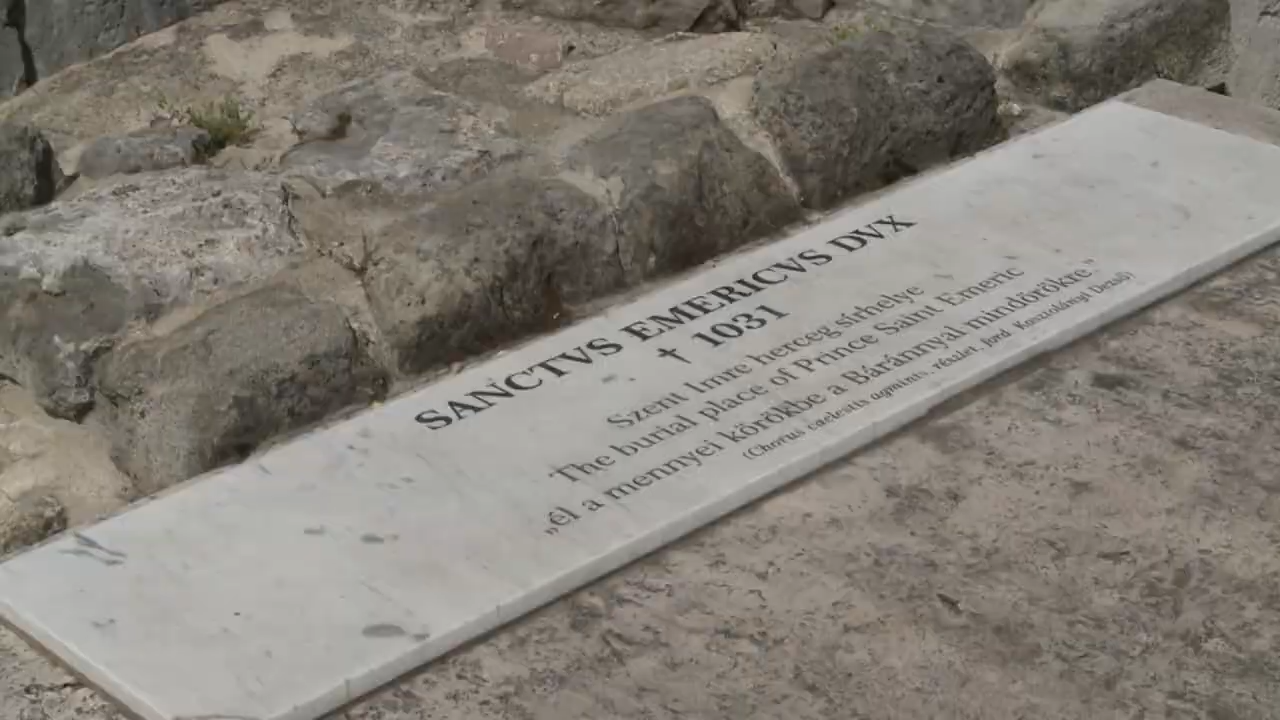 SANCTVS EMERICVS DVX
† 1031
Szent Imre herceg sírhelye
The burial place of Prince Saint Emeric
„él a mennyei körökbe a Báránnyal mindörökre.”
(Chorus caelestis agminis, részlet, ford. Kosztolányi Dezső)